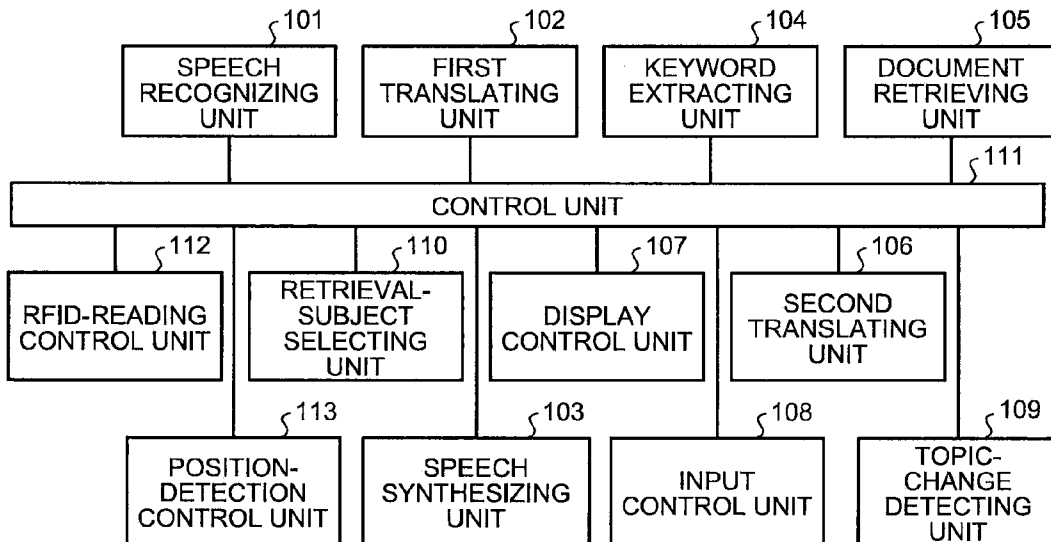 101
102
104
105
SPEECH
RECOGNIZING
UNIT
FIRST
TRANSLATING
UNIT
KEYWORD
EXTRACTING
UNIT
DOCUMENT
RETRIEVING
UNIT
111
CONTROL UNIT
112
110
107
106
RFID-READING
CONTROL UNIT
RETRIEVAL-
SUBJECT
SELECTING
UNIT
DISPLAY
CONTROL UNIT
SECOND
TRANSLATING
UNIT
113
103
108
109
POSITION-
DETECTION
CONTROL UNIT
SPEECH
SYNTHESIZING
UNIT
INPUT
CONTROL UNIT
TOPIC-
CHANGE
DETECTING
UNIT